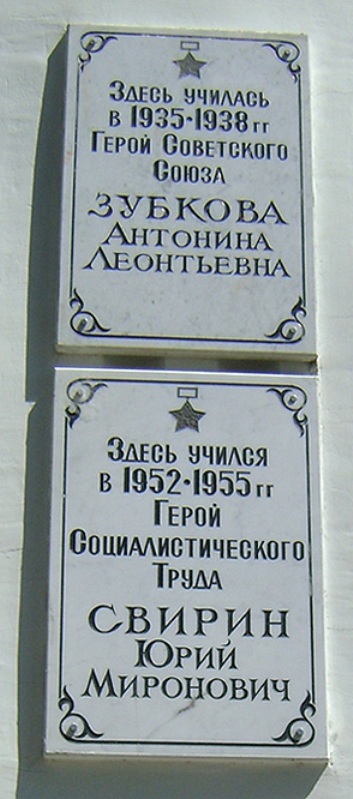 Здесь училась
в 1935·1938 гг
Герой Советского
Союза
ЗУБКОВА
Антонина
Леонтьевна
Здесь учился
в 1952·1955 гг
Герой
Социалистического
Труда
СВИРИН
Юрий
Миронович